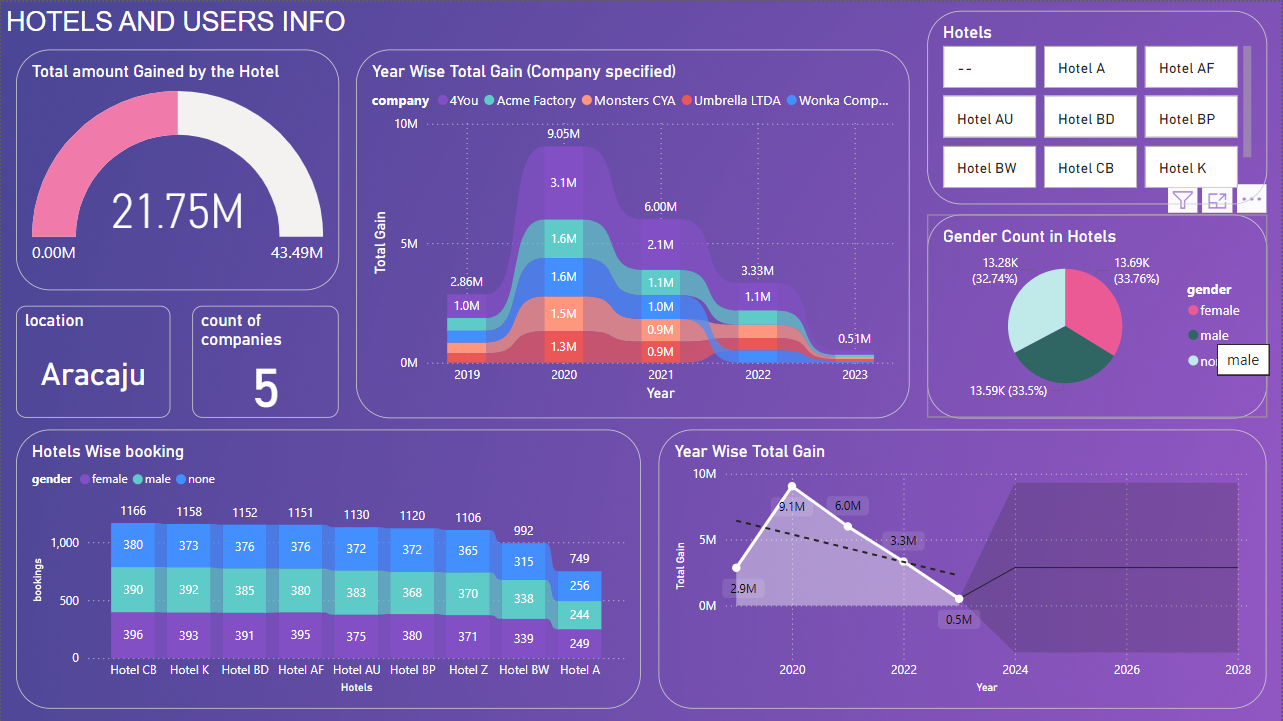 HOTELS AND USERS INFO
Total amount Gained by the Hotel
21.75M
0.00M 43.49M
location
Aracaju
count of
companies
5
Year Wise Total Gain (Company specified)
company 4You Acme Factory Monsters CYA Umbrella LTDA Wonka Comp...
Total Gain
10M
5M
0M
2.86M
1.0M
9.05M
3.1M
1.6M
1.6M
1.5M
1.3M
6.00M
2.1M
1.1M
1.0M
0.9M
0.9M
3.33M
1.1M
0.51M
2019 2020 2021 2022 2023
Year
Hotels
-- Hotel A Hotel AF
Hotel AU Hotel BD Hotel BP
Hotel BW Hotel CB Hotel K
Gender Count in Hotels
13.28K
(32.74%)
13.69K
(33.76%)
13.59K (33.5%)
gender
female
male
male
Hotels Wise booking
gender female male none
bookings
1,000
500
0
1166 1158 1152 1151 1130 1120 1106 992 749
380 373 376 376 372 372 365 315 256
390 392 385 380 383 368 370 338 244
396 393 391 395 375 380 371 339 249
Hotel CB Hotel K Hotel BD Hotel AF Hotel AU Hotel BP Hotel Z Hotel BW Hotel A
Hotels
Year Wise Total Gain
Total Gain
10M
5M
0M
2.9M
9.1M
6.0M
3.3M
0.5M
2020 2022 2024 2026 2028
Year